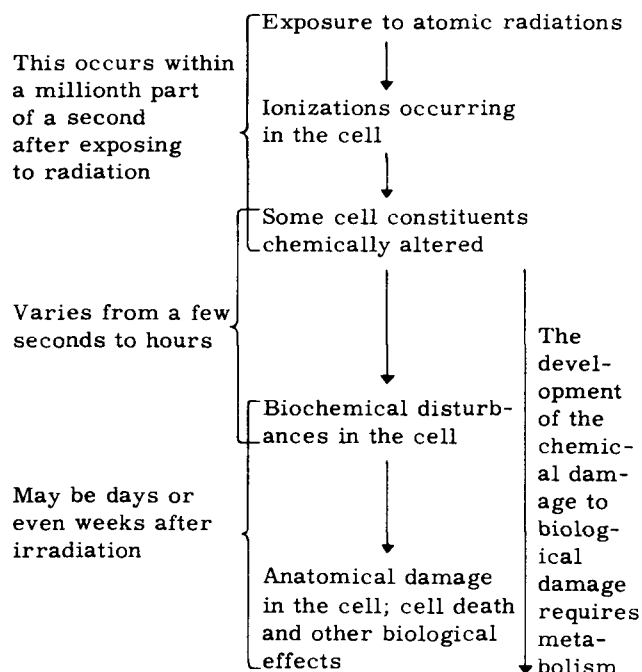 Exposure to atomic radiations
This occurs within
a millionth part
of a second
after exposing
to radiation
Ionizations occurring
in the cell
Some cell constituents
chemically altered
Varies from a few
seconds to hours
Biochemical disturb-
ances in the cell
May be days or
even weeks after
irradiation
Anatomical damage
in the cell; cell death
and other biological
effects
The
devel-
opment
of the
chemic-
al dam-
age to
biolog-
ical
damage
requires
meta-
bolism